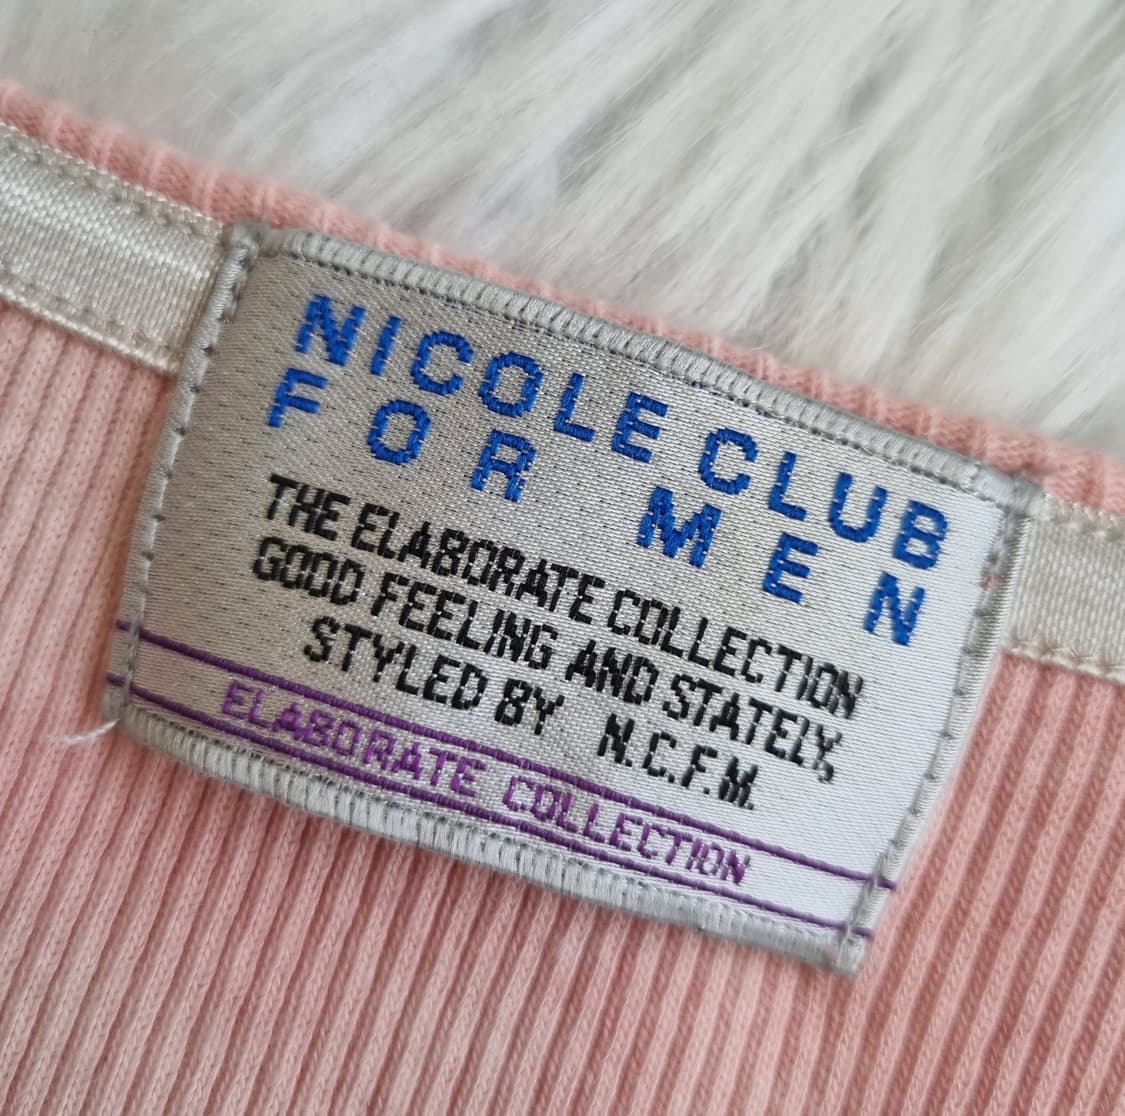 NICOLE CLUB
FOR MEN
THE ELABORATE COLLECTION
GOOD FEELING AND STATELY,
STYLED BY N.C.F.M.
ELABORATE COLLECTION